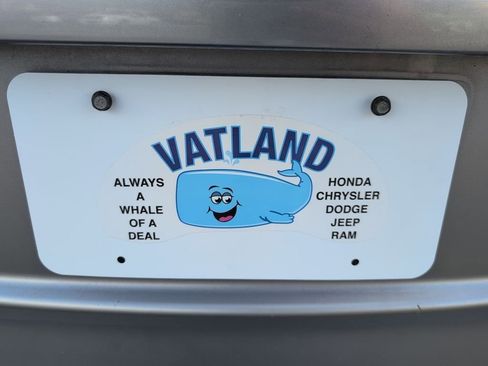 VATLAND
ALWAYS
A
WHALE
OF A
DEAL
HONDA
CHRYSLER
DODGE
JEEP
RAM